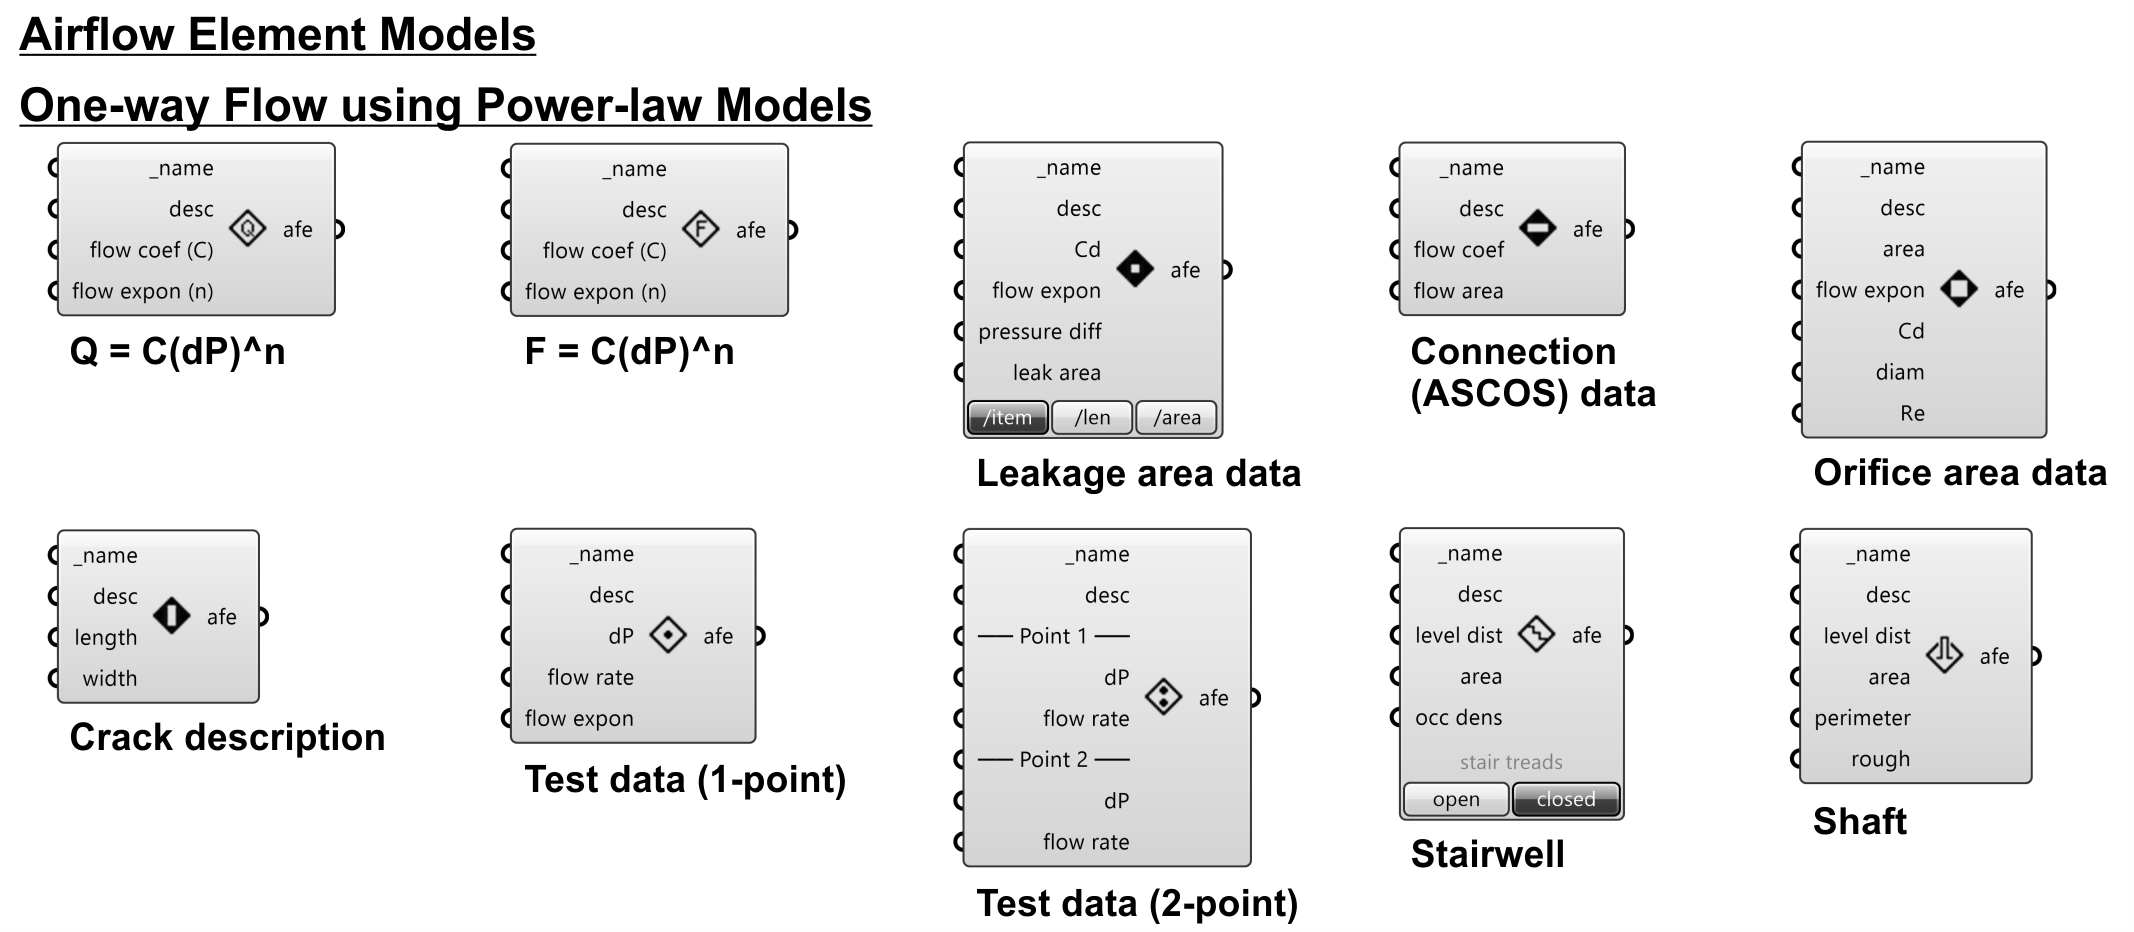 Airflow Element Models
One-way Flow using Power-law Models
_name
desc
flow coef (C)
flow expon (n)
Q
afe
Q = C(dP)^n
_name
desc
flow coef (C)
flow expon (n)
F
afe
F = C(dP)^n
_name
desc
Cd
flow expon
pressure diff
leak area
afe
/item /len /area
Leakage area data
_name
desc
flow coef
flow area
afe
Connection
(ASCOS) data
_name
desc
area
flow expon
Cd
diam
Re
afe
Orifice area data
_name
desc
length
width
afe
Crack description
_name
desc
dP
flow rate
flow expon
afe
Test data (1-point)
_name
desc
Point 1
dP
flow rate
Point 2
dP
flow rate
afe
Test data (2-point)
_name
desc
level dist
area
occ dens
afe
stair treads
open closed
Stairwell
_name
desc
level dist
area
perimeter
rough
afe
Shaft